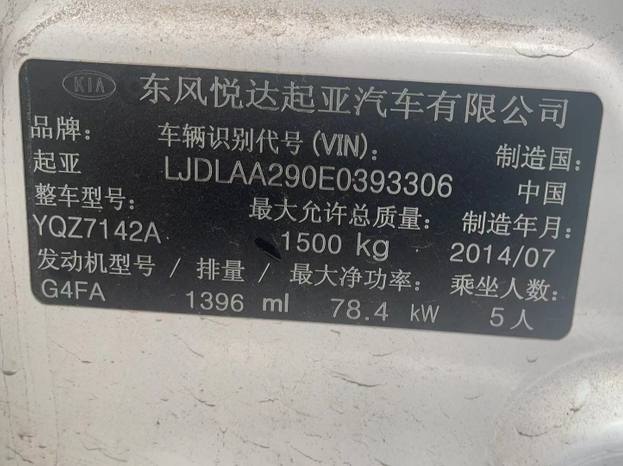 KIA 东风悦达起亚汽车有限公司
品牌: 车辆识别代号(VIN): 制造国:
起亚 LJDLAA290E0393306 中国
整车型号: 最大允许总质量: 制造年月:
YQZ7142A 1500 kg 2014/07
发动机型号 / 排量 / 最大净功率: 乘坐人数:
G4FA 1396 ml 78.4 kW 5人